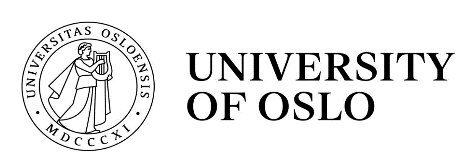 UNIVERSITAS OSLOENSIS
MDCCCXI
UNIVERSITY
OF OSLO